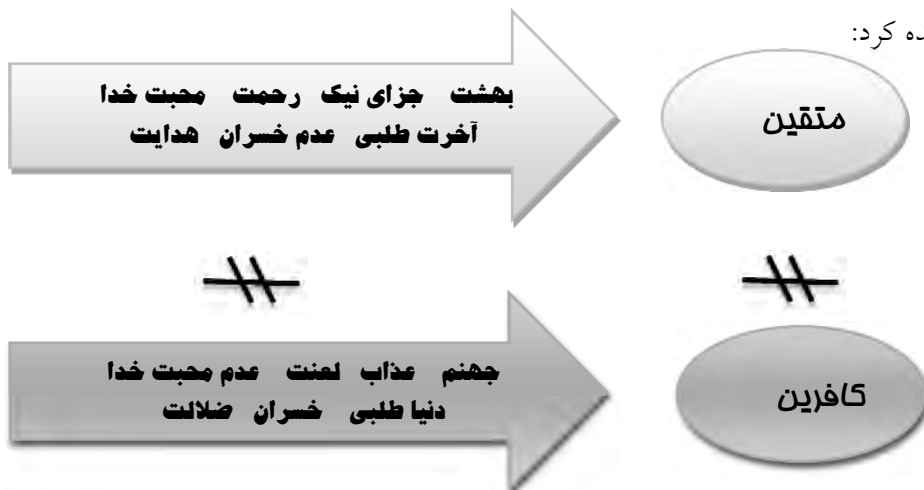 ده کرد:
متقین
بهشت جزای نیک رحمت محبت خدا
آخرت طلبی عدم خسران هدایت
کافرین
جهنم عذاب لعنت عدم محبت خدا
دنیا طلبی خسران ضلالت